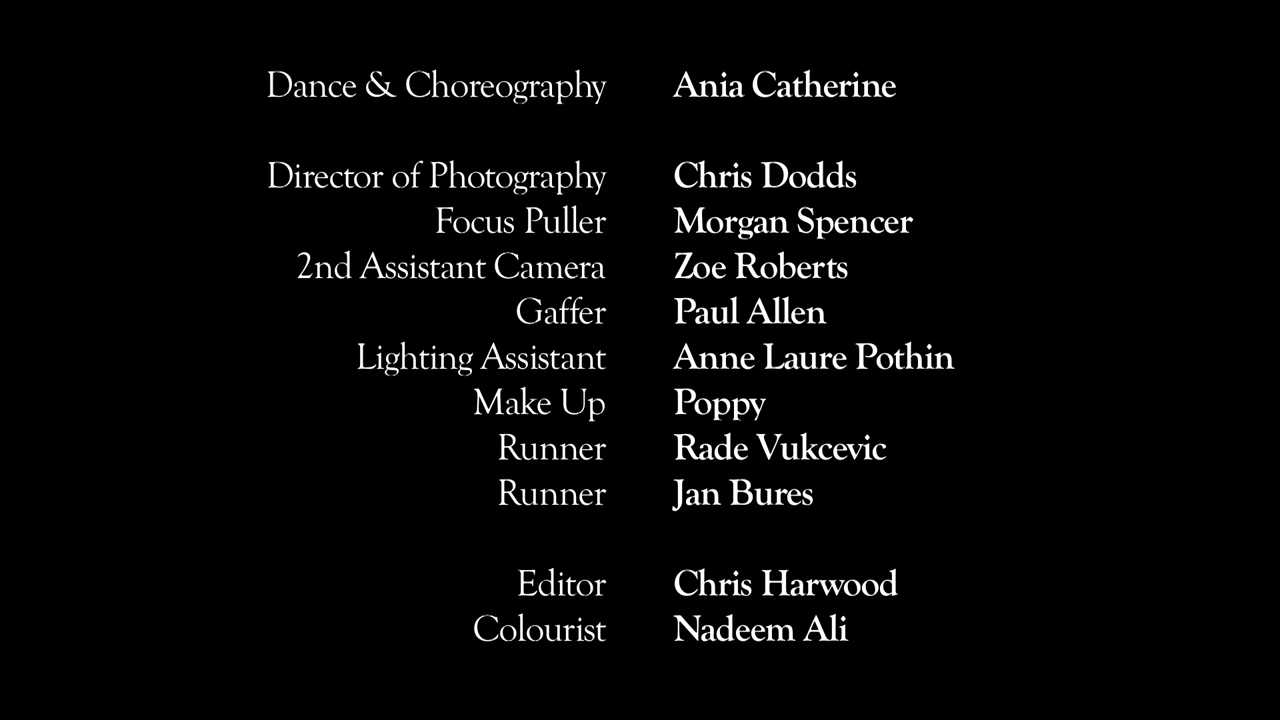 Dance & Choreography Ania Catherine
Director of Photography Chris Dodds
Focus Puller Morgan Spencer
2nd Assistant Camera Zoe Roberts
Gaffer Paul Allen
Lighting Assistant Anne Laure Pothin
Make Up Poppy
Runner Rade Vukcevic
Runner Jan Bures
Editor Chris Harwood
Colourist Nadeem Ali